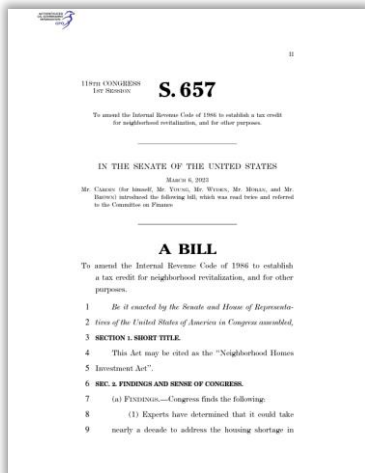 II
118TH CONGRESS
1ST SESSION
S. 657
To amend the Internal Revenue Code of 1986 to establish a tax credit
for neighborhood revitalization, and for other purposes.
IN THE SENATE OF THE UNITED STATES
MARCH 6, 2023
Mr. CARDIN (for himself, Mr. YOUNG, Mr. WYDEN, Mr. MORAN, and Mr.
BROWN) introduced the following bill, which was read twice and referred
to the Committee on Finance
A BILL
To amend the Internal Revenue Code of 1986 to establish
a tax credit for neighborhood revitalization, and for other
purposes.
1 Be it enacted by the Senate and House of Representa-
2 tives of the United States of America in Congress assembled,
3 SECTION 1. SHORT TITLE.
4 This Act may be cited as the “Neighborhood Homes
5 Investment Act”.
6 SEC. 2. FINDINGS AND SENSE OF CONGRESS.
7 (a) FINDINGS.—Congress finds the following:
8 (1) Experts have determined that it could take
9 nearly a decade to address the housing shortage in